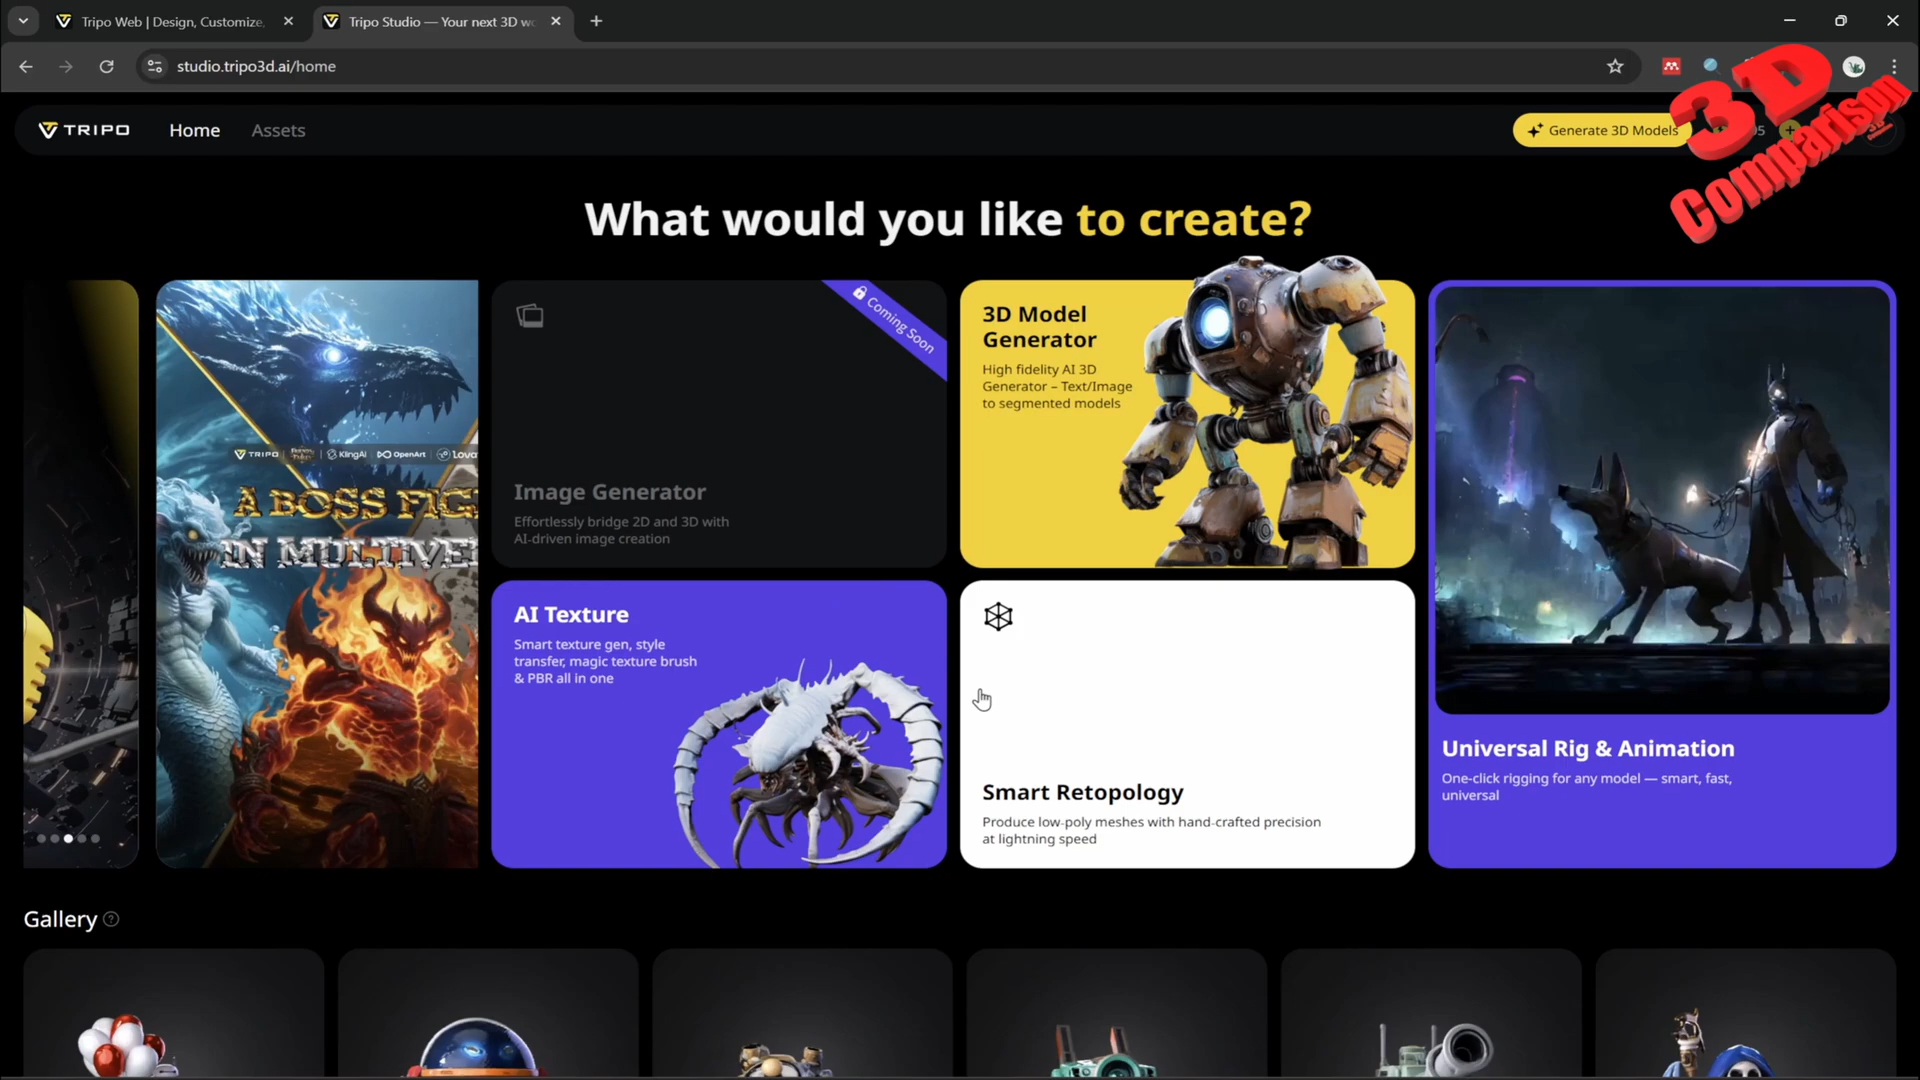 Tripo Web | Design, Customize,
Tripo Studio — Your next 3D wo
studio.tripo3d.ai/home
3D
Comparison
TRIPO
Home
Assets
Generate 3D Models
What would you like to create?
TRIPO
KlingAI
OpenArt
Lova
A BOSS FIG
IN MULTIVE
Coming Soon
Image Generator
Effortlessly bridge 2D and 3D with
AI-driven image creation
3D Model
Generator
High fidelity AI 3D
Generator – Text/Image
to segmented models
AI Texture
Smart texture gen, style
transfer, magic texture brush
& PBR all in one
Smart Retopology
Produce low-poly meshes with hand-crafted precision
at lightning speed
Universal Rig & Animation
One-click rigging for any model — smart, fast,
universal
Gallery